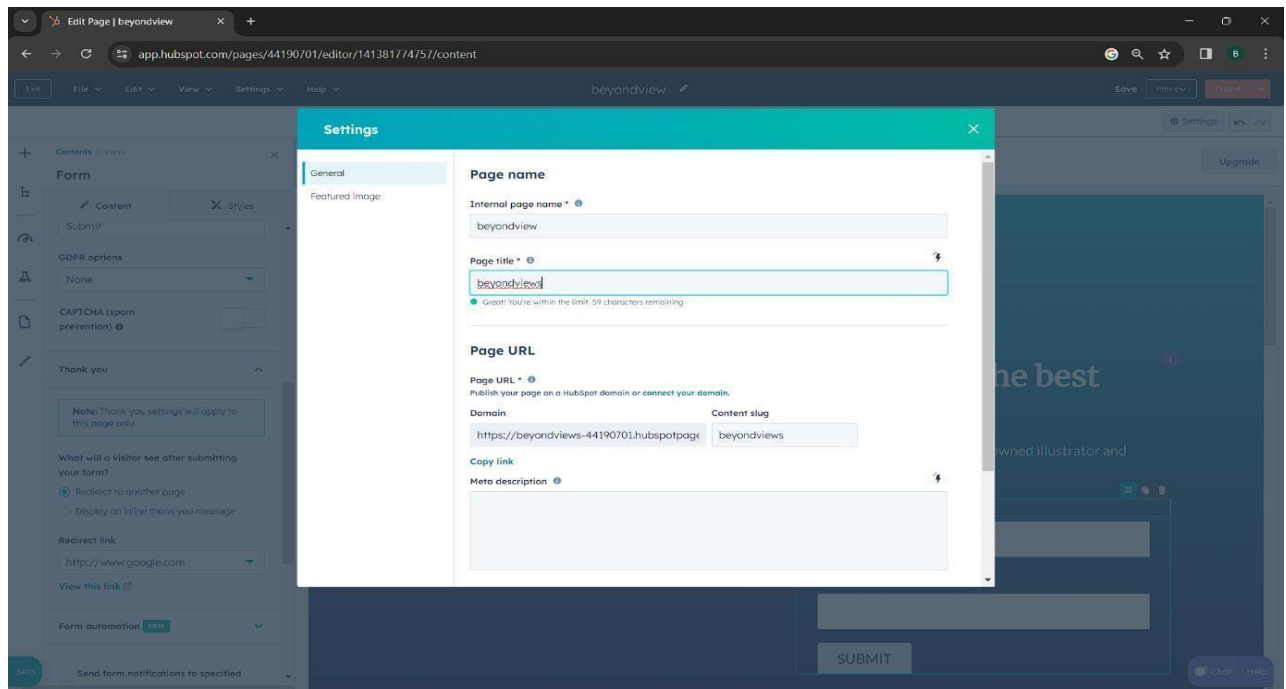 Edit Page | beyondview
app.hubspot.com/pages/44190701/editor/141381774757/content
B
Exit File Edit View Settings Help
beyondview
Save Preview Publish
Settings
Contents > Form
Form
Content Styles
Submit
GDPR options
None
CAPTCHA (spam
prevention)
Thank you
Note: Thank you settings will apply to
this page only.
What will a visitor see after submitting
your form?
Redirect to another page
Display an inline thank you message
Redirect link
http://www.google.com
View this link
Form automation NEW
Send form notifications to specified
Beta
Settings
General
Featured image
Page name
Internal page name *
beyondview
Page title *
beyondviews
Great! You're within the limit. 59 characters remaining
Page URL
Page URL *
Publish your page on a HubSpot domain or connect your domain.
Domain Content slug
https://beyondviews-44190701.hubspotpage beyondviews
Copy link
Meta description
Upgrade
he best
owned illustrator and
SUBMIT
Chat Help